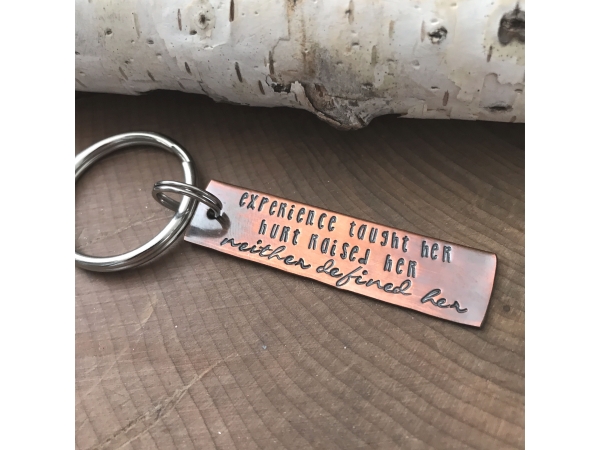 experience taught her
hurt raised her
neither defined her